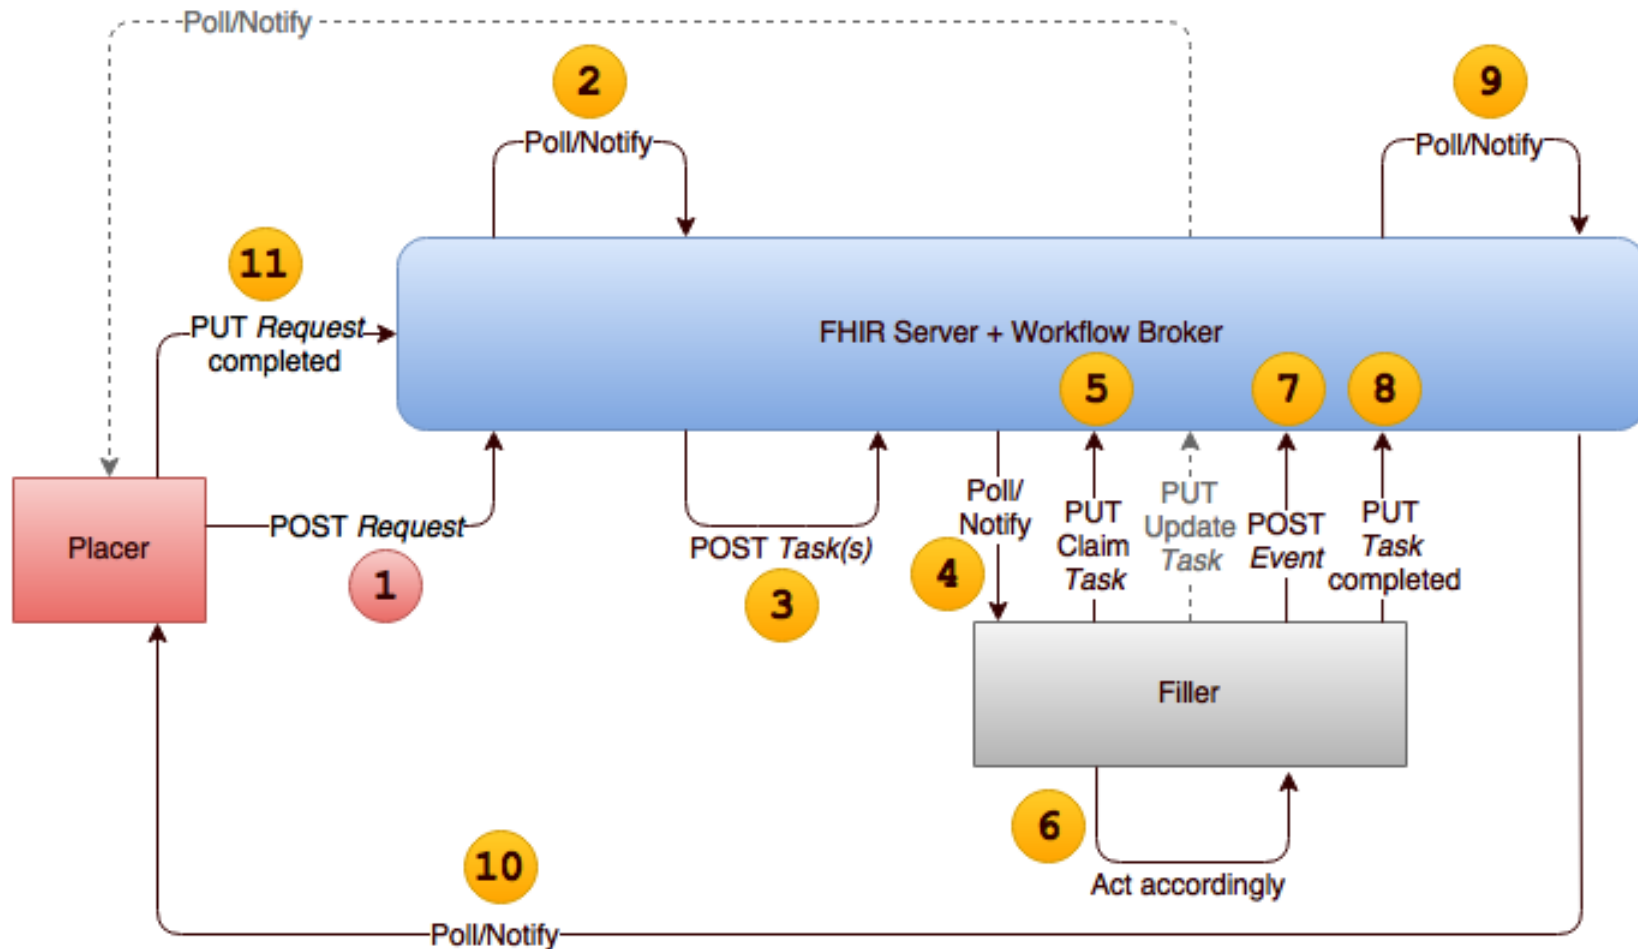 Poll/Notify
2
Poll/Notify
9
Poll/Notify
11
PUT Request
completed
FHIR Server + Workflow Broker
5
7
8
Placer
POST Request
1
POST Task(s)
3
Poll/
Notify
4
PUT
Claim
Task
PUT
Update
Task
POST
Event
PUT
Task
completed
Filler
6
Act accordingly
10
Poll/Notify